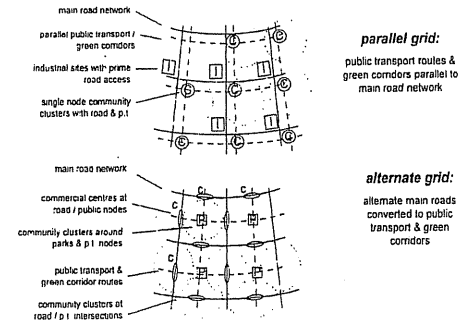 main road network
parallel public transport /
green corridors
industrial sites with prime
road access
single node community
clusters with road & p.t
parallel grid:
public transport routes &
green corridors parallel to
main road network
main road network
commercial centres at
road / public nodes
community clusters around
parks & p t nodes
public transport &
green corridor routes
community clusters at
road / p t intersections
alternate grid:
alternate main roads
converted to public
transport & green
corridors
C
C
I
I
I
C
C
I
I
C
C
C
C
C
C